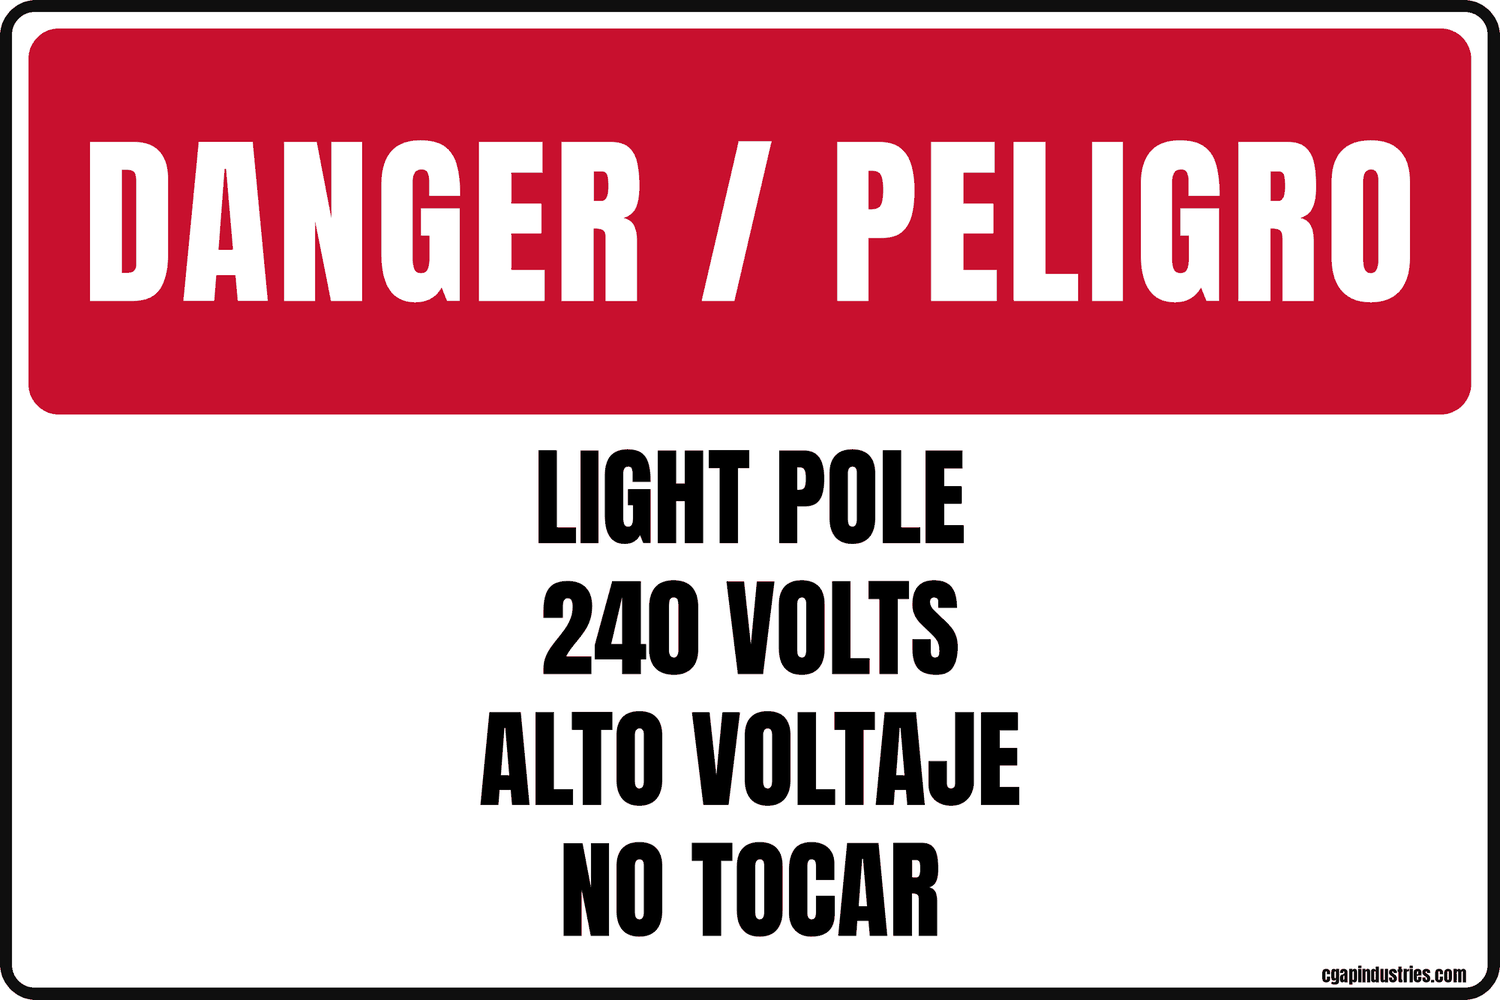 DANGER / PELIGRO
LIGHT POLE
240 VOLTS
ALTO VOLTAJE
NO TOCAR
cgapindustries.com